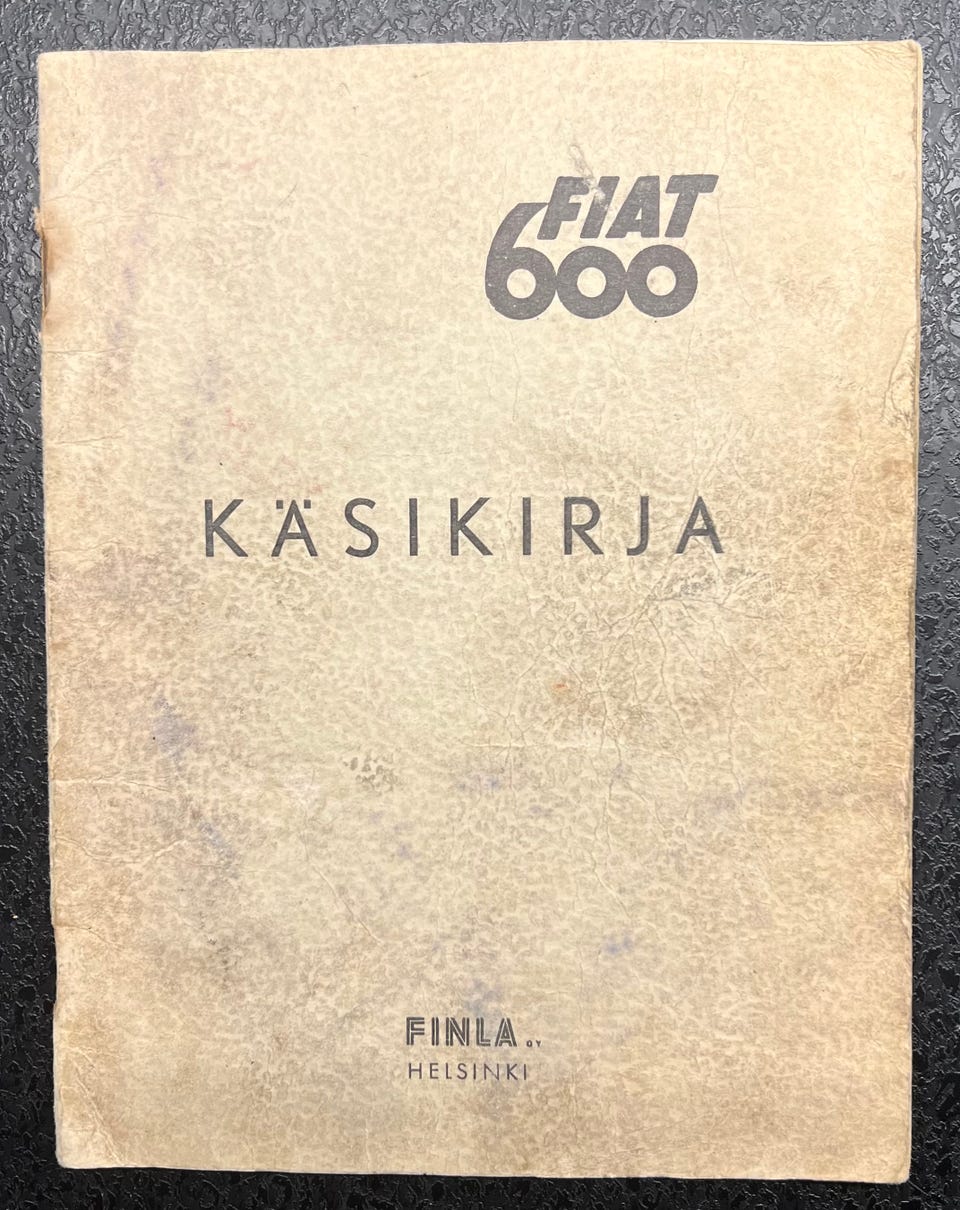 FIAT
600
KÄSIKIRJA
FINLA OY
HELSINKI